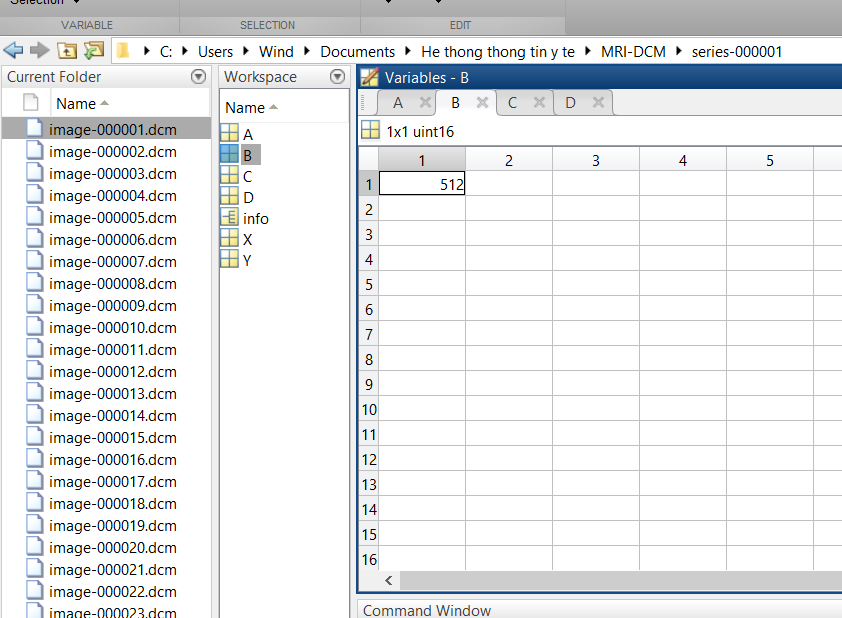 Selection
VARIABLE SELECTION EDIT
C: Users Wind Documents He thong thong tin y te MRI-DCM series-000001
Current Folder
Name
image-000001.dcm
image-000002.dcm
image-000003.dcm
image-000004.dcm
image-000005.dcm
image-000006.dcm
image-000007.dcm
image-000008.dcm
image-000009.dcm
image-000010.dcm
image-000011.dcm
image-000012.dcm
image-000013.dcm
image-000014.dcm
image-000015.dcm
image-000016.dcm
image-000017.dcm
image-000018.dcm
image-000019.dcm
image-000020.dcm
image-000021.dcm
image-000022.dcm
image-000023.dcm
Workspace
Name
A
B
C
D
info
X
Y
Variables - B
A B C D
1x1 uint16
1 2 3 4 5
1 512
2
3
4
5
6
7
8
9
10
11
12
13
14
15
16
Command Window